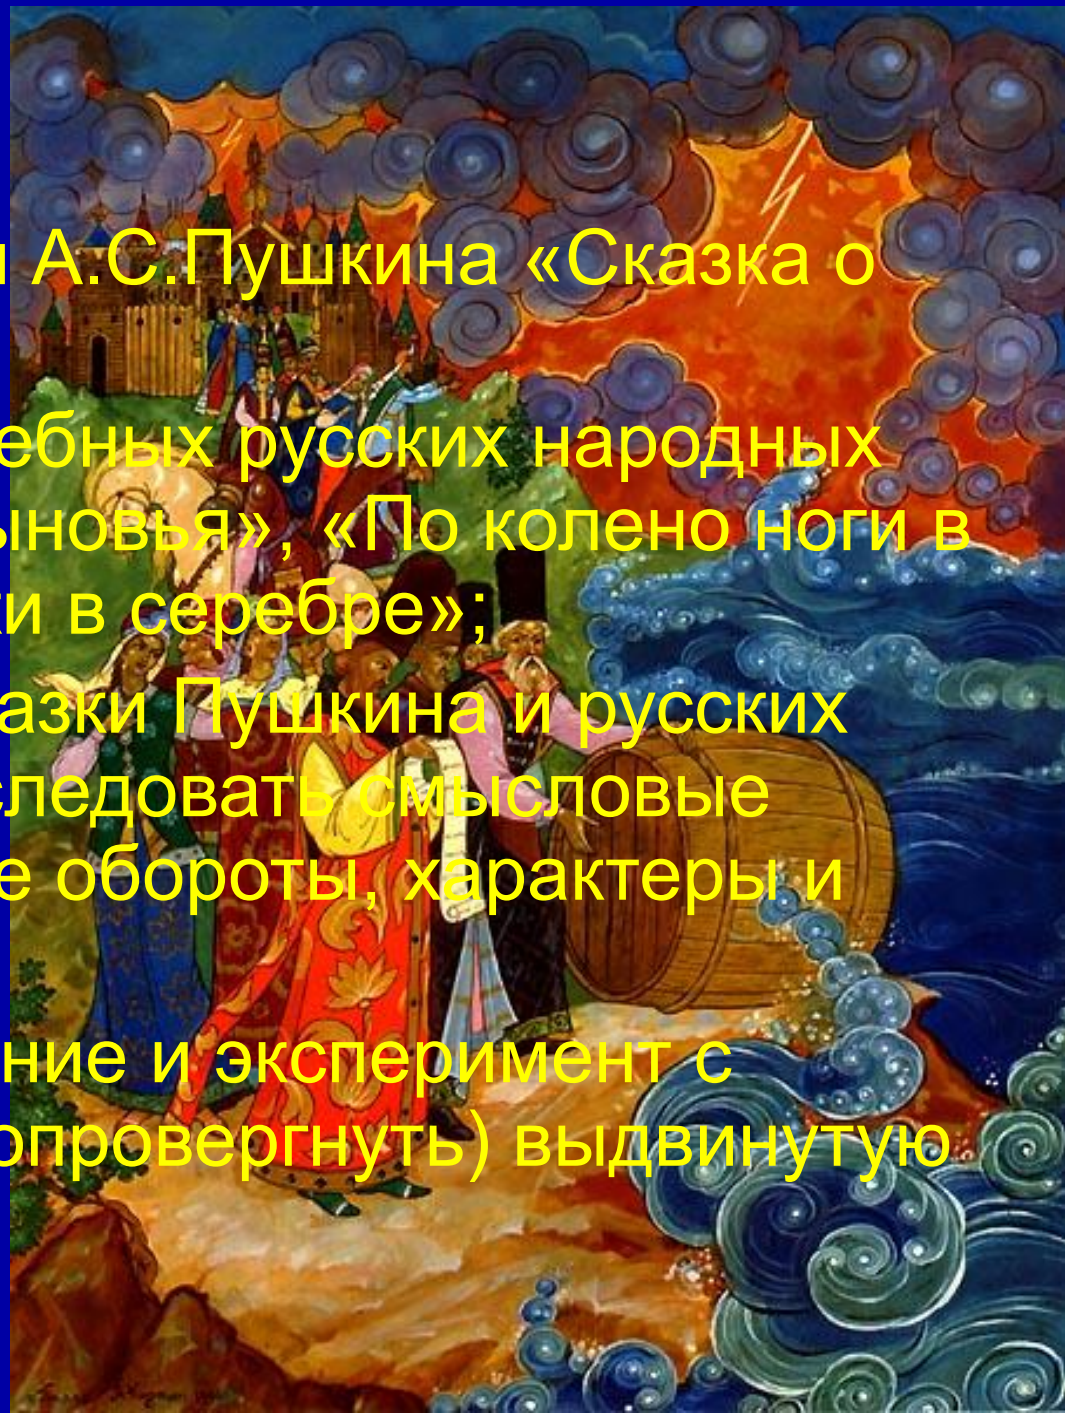 А.С.Пушкина «Сказка о
ебных русских народных
ыновья», «По колено ноги в
ки в серебре»;
азки Пушкина и русских
следовать смысловые
е обороты, характеры и
ние и эксперимент с
опровергнуть) выдвинутую